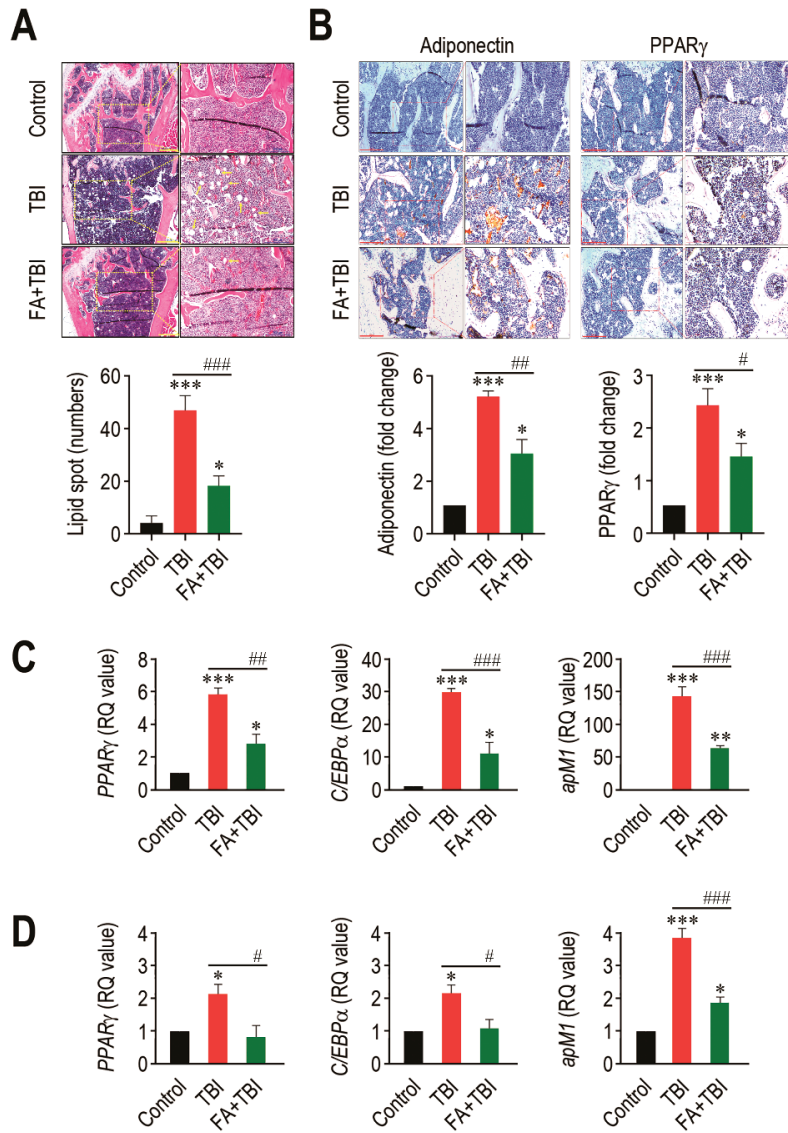 A
B
Adiponectin
PPARγ
Control
TBI
FA+TBI
Control
TBI
FA+TBI
Lipid spot (numbers)
60
40
20
0
***
*
###
Control
TBI
FA+TBI
Adiponectin (fold change)
6
4
2
0
***
*
##
Control
TBI
FA+TBI
PPARγ (fold change)
3
2
1
0
***
*
#
Control
TBI
FA+TBI
C
PPARγ (RQ value)
8
6
4
2
0
***
*
##
Control
TBI
FA+TBI
C/EBPα (RQ value)
40
30
20
10
0
***
*
###
Control
TBI
FA+TBI
apM1 (RQ value)
200
150
100
50
0
***
**
###
Control
TBI
FA+TBI
D
PPARγ (RQ value)
4
3
2
1
0
*
#
Control
TBI
FA+TBI
C/EBPα (RQ value)
4
3
2
1
0
*
#
Control
TBI
FA+TBI
apM1 (RQ value)
4
3
2
1
0
***
*
###
Control
TBI
FA+TBI